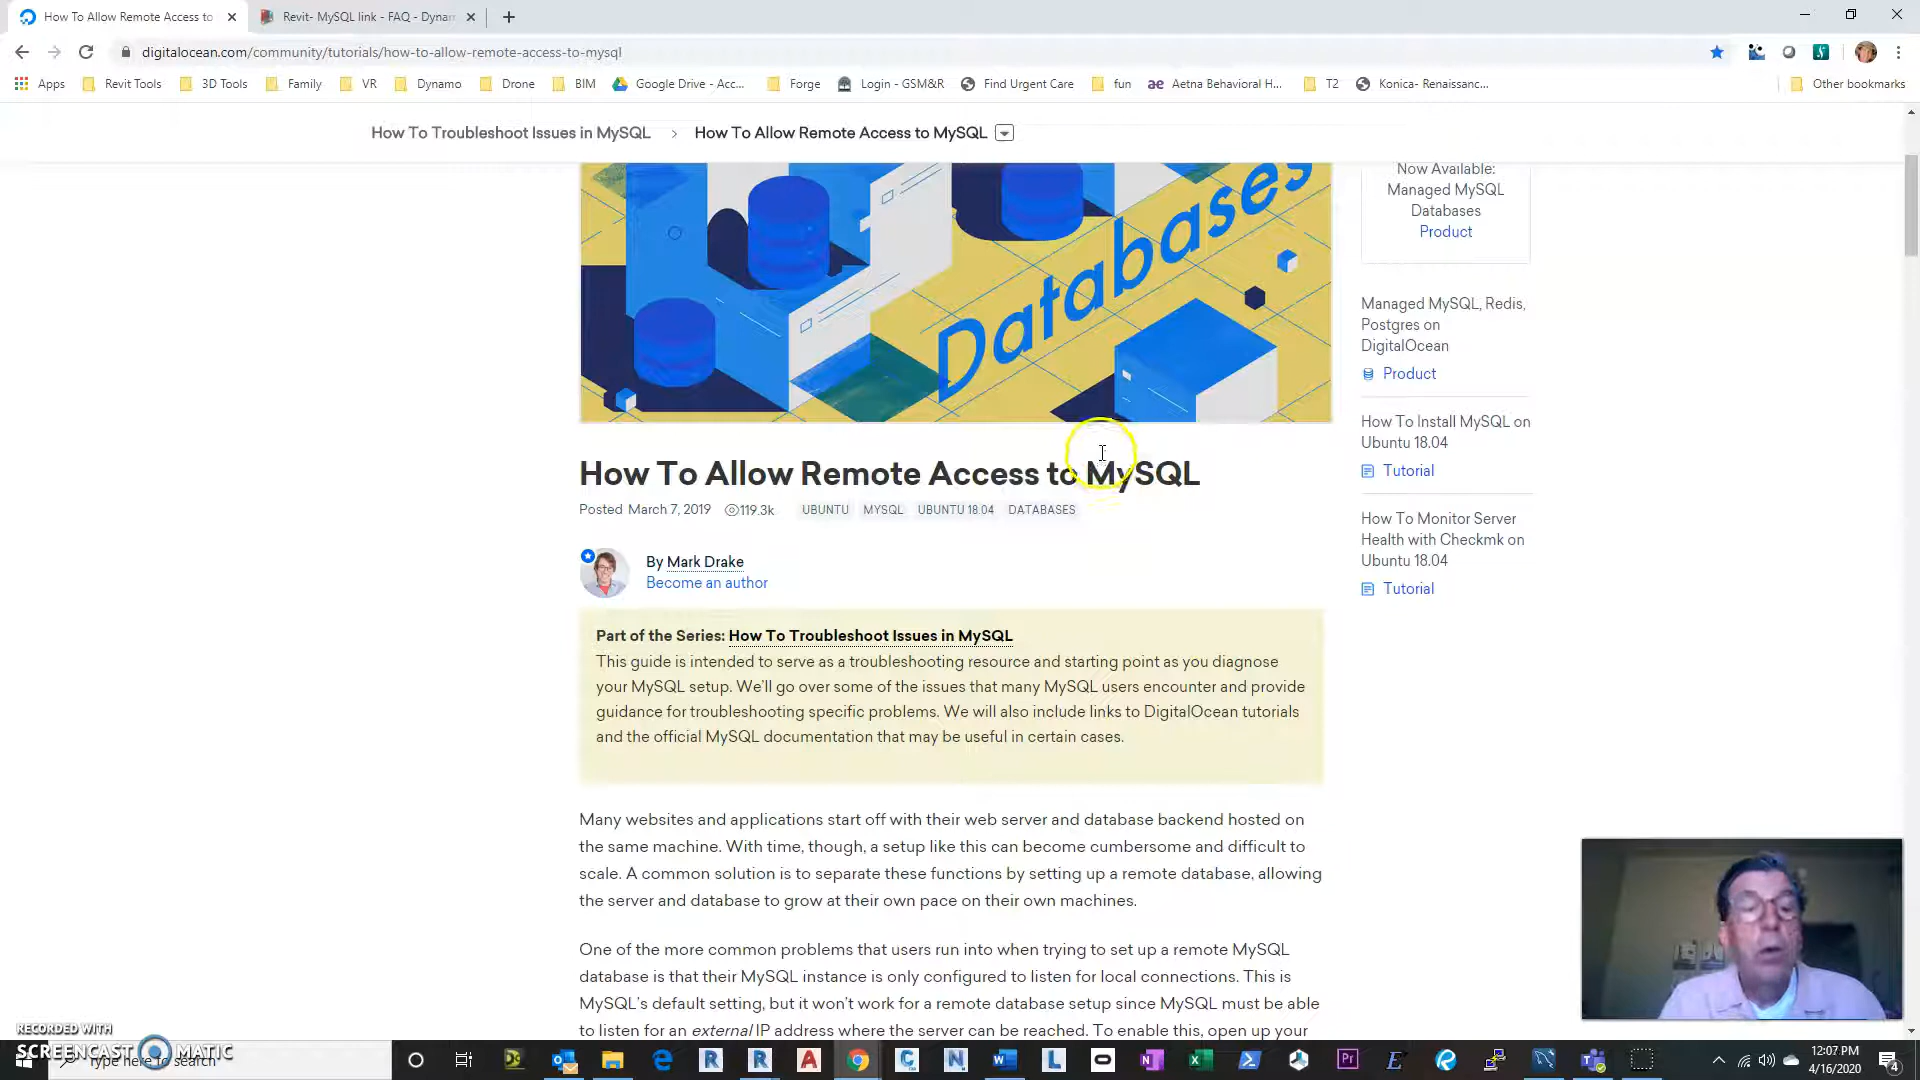 How To Allow Remote Access to
Revit- MySQL link - FAQ - Dynam
digitalocean.com/community/tutorials/how-to-allow-remote-access-to-mysql
Apps
Revit Tools
3D Tools
Family
VR
Dynamo
Drone
BIM
Google Drive - Acc...
Forge
Login - GSM&R
Find Urgent Care
fun
ae
Aetna Behavioral H...
T2
Konica- Renaissanc...
Other bookmarks
How To Troubleshoot Issues in MySQL > How To Allow Remote Access to MySQL
Databases
Now Available:
Managed MySQL
Databases
Product
Managed MySQL, Redis,
Postgres on
DigitalOcean
Product
How To Install MySQL on
Ubuntu 18.04
Tutorial
How To Monitor Server
Health with Checkmk on
Ubuntu 18.04
Tutorial
How To Allow Remote Access to MySQL
Posted March 7, 2019 119.3k UBUNTU MYSQL UBUNTU 18.04 DATABASES
By Mark Drake
Become an author
Part of the Series: How To Troubleshoot Issues in MySQL
This guide is intended to serve as a troubleshooting resource and starting point as you diagnose
your MySQL setup. We'll go over some of the issues that many MySQL users encounter and provide
guidance for troubleshooting specific problems. We will also include links to DigitalOcean tutorials
and the official MySQL documentation that may be useful in certain cases.
Many websites and applications start off with their web server and database backend hosted on
the same machine. With time, though, a setup like this can become cumbersome and difficult to
scale. A common solution is to separate these functions by setting up a remote database, allowing
the server and database to grow at their own pace on their own machines.
One of the more common problems that users run into when trying to set up a remote MySQL
database is that their MySQL instance is only configured to listen for local connections. This is
MySQL's default setting, but it won't work for a remote database setup since MySQL must be able
to listen for an external IP address where the server can be reached. To enable this, open up your
RECORDED WITH
SCREENCAST MATIC
Type here to search
12:07 PM
4/16/2020
4